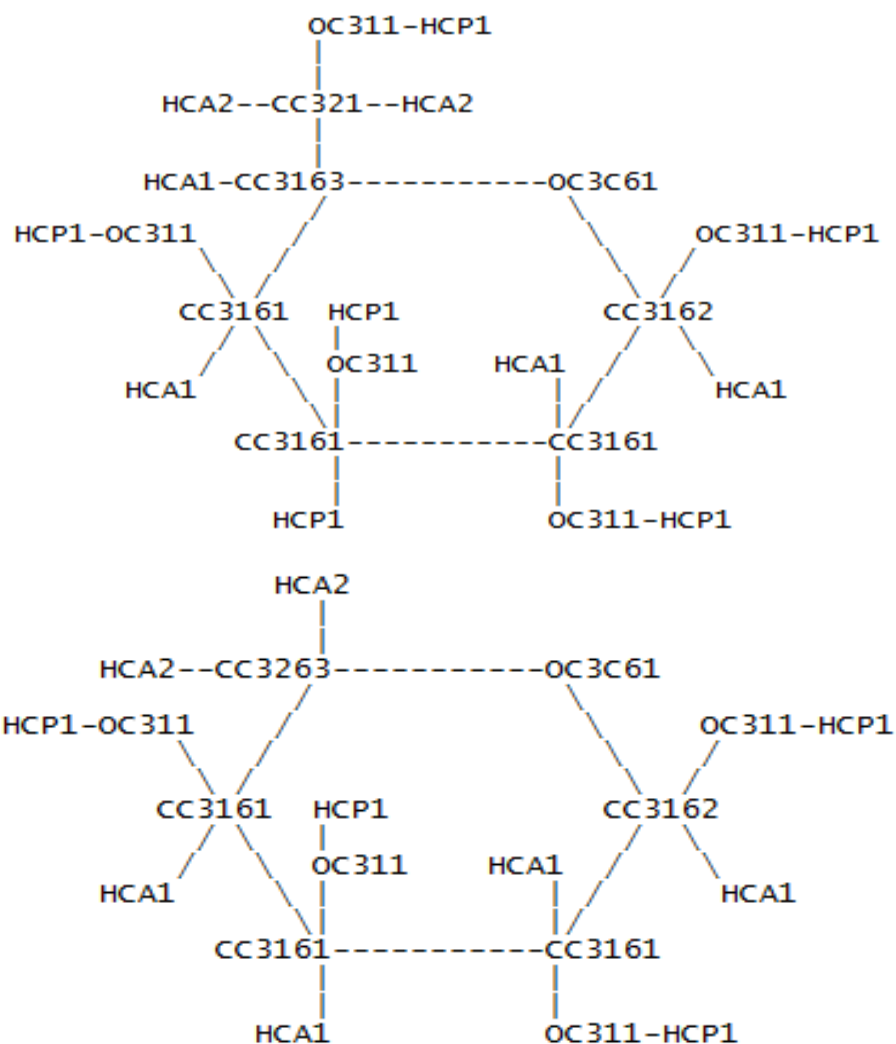 OC311-HCP1
HCA2--CC321--HCA2
HCA1-CC3163-----------OC3C61
HCP1-OC311 OC311-HCP1
CC3161 HCP1 CC3162
HCA1 OC311 HCA1 HCA1
CC3161-----------CC3161
HCP1 OC311-HCP1
HCA2
HCA2--CC3263-----------OC3C61
HCP1-OC311 OC311-HCP1
CC3161 HCP1 CC3162
HCA1 OC311 HCA1 HCA1
CC3161-----------CC3161
HCA1 OC311-HCP1